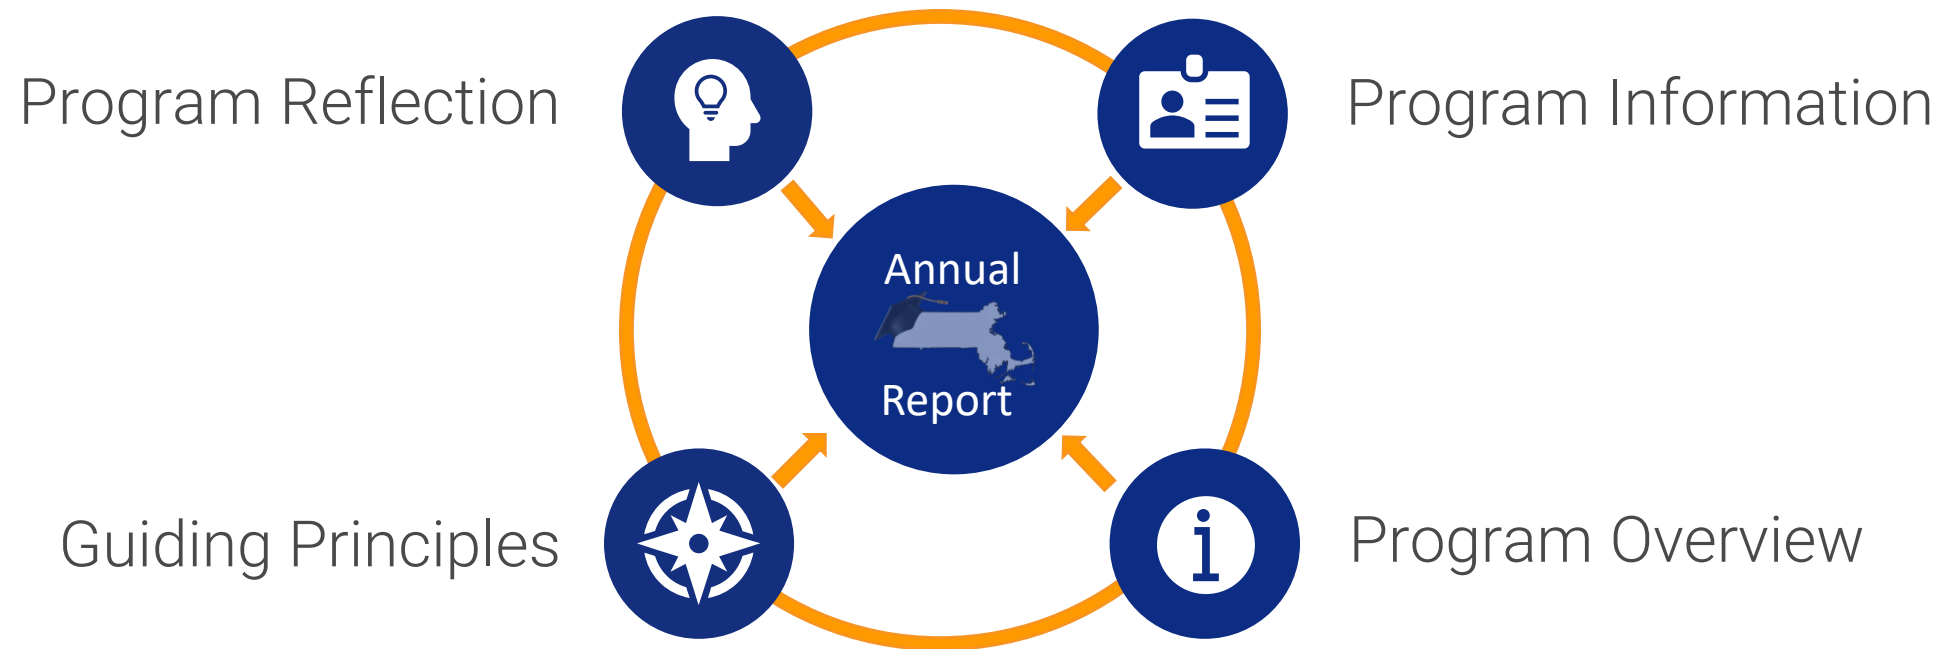 Program Reflection
Program Information
Annual
Report
Guiding Principles
Program Overview